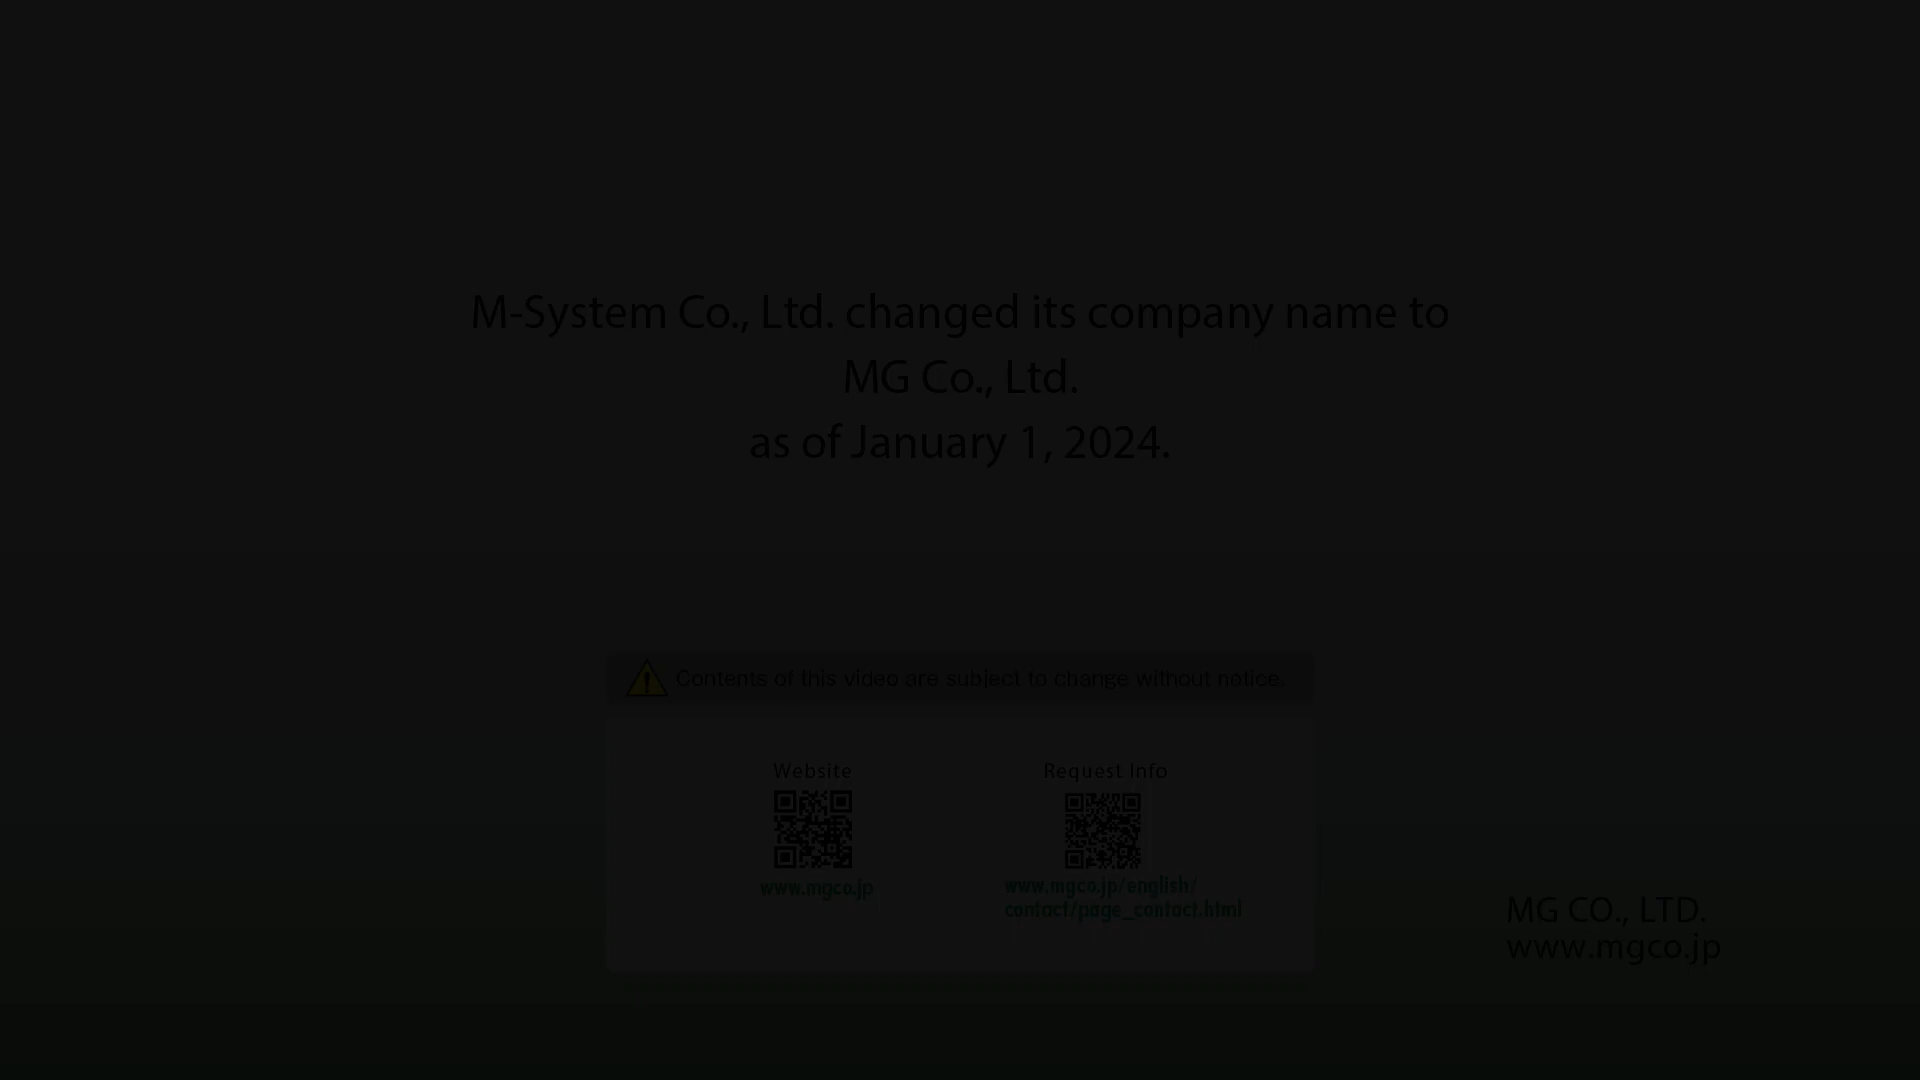 M-System Co., Ltd. changed its company name to
MG Co., Ltd.
as of January 1, 2024.
Contents of this video are subject to change without notice.
Website
Request Info
www.mgco.jp
www.mgco.jp/english/
contact/page_contact.html
MG CO., LTD.
www.mgco.jp